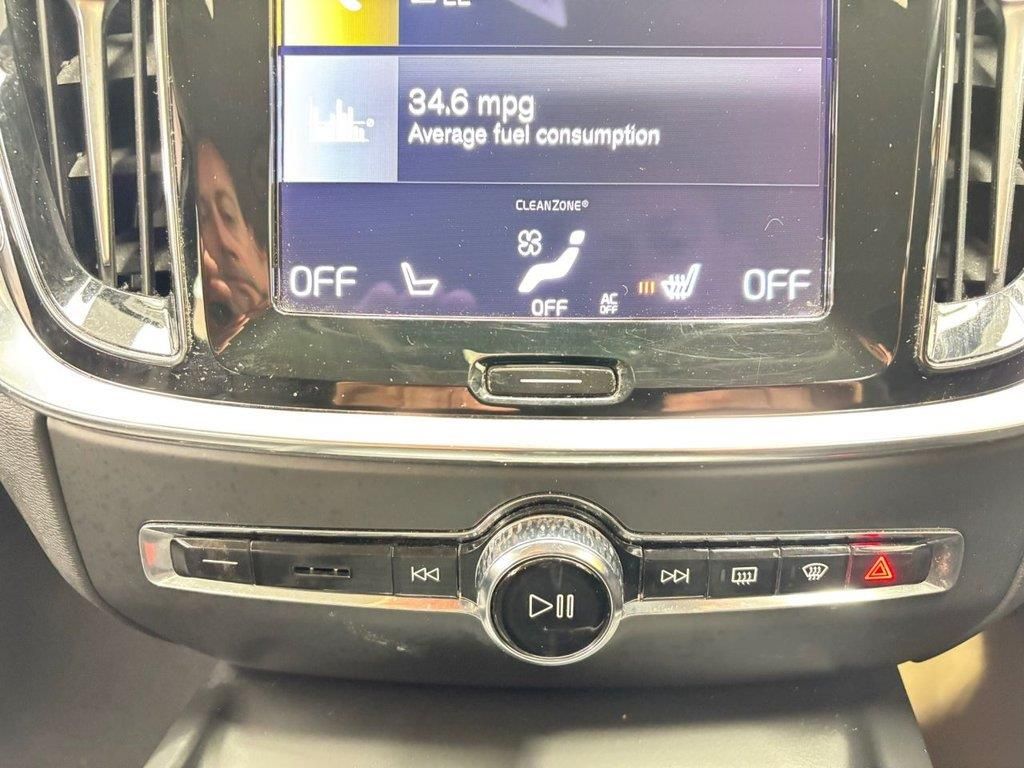 34.6 mpg
Average fuel consumption
CLEANZONE®
OFF
OFF
AC
OFF
OFF